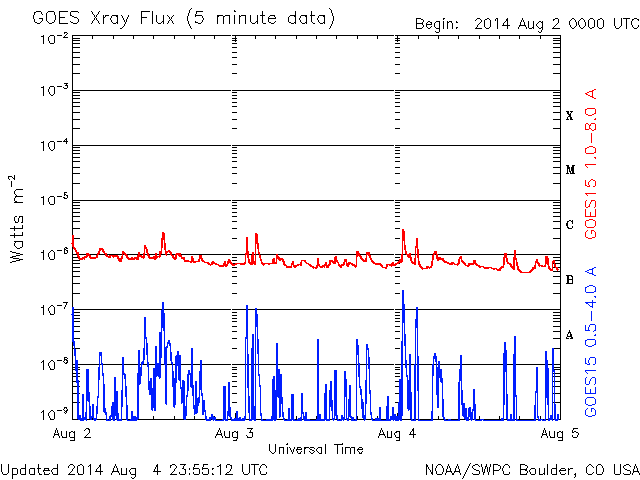 GOES Xray Flux (5 minute data)
Begin: 2014 Aug 2 0000 UTC
10⁻²
10⁻³
10⁻⁴
10⁻⁵
10⁻⁶
10⁻⁷
10⁻⁸
10⁻⁹
Watts m⁻²
X
M
C
B
A
GOES15 1.0-8.0 A
GOES15 0.5-4.0 A
Aug 2
Aug 3
Aug 4
Aug 5
Universal Time
Updated 2014 Aug 4 23:55:12 UTC
NOAA/SWPC Boulder, CO USA